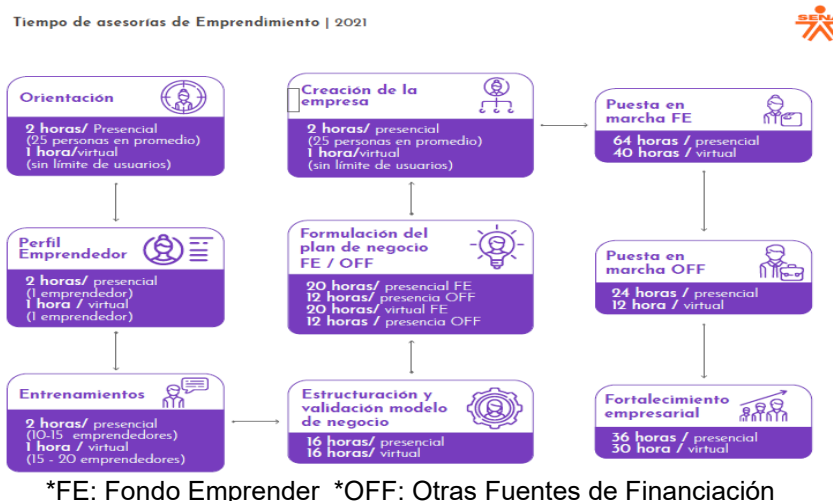 Tiempo de asesorías de Emprendimiento | 2021
SENA
Orientación
2 horas/ Presencial
(25 personas en promedio)
1 hora/virtual
(sin límite de usuarios)
Perfil
Emprendedor
2 horas/ presencial
(1 emprendedor)
1 hora / virtual
(1 emprendedor)
Entrenamientos
2 horas/ presencial
(10-15 emprendedores)
1 hora / virtual
(15 - 20 emprendedores)
Estructuración y
validación modelo
de negocio
16 horas/ presencial
16 horas/ virtual
Formulación del
plan de negocio
FE / OFF
20 horas/ presencial FE
12 horas/ presencia OFF
20 horas/ virtual FE
12 horas / presencia OFF
Creación de la
empresa
2 horas/ presencial
(25 personas en promedio)
1 hora/virtual
(sin límite de usuarios)
Puesta en
marcha FE
64 horas / presencial
40 horas / virtual
Puesta en
marcha OFF
24 horas / presencial
12 hora / virtual
Fortalecimiento
empresarial
36 horas / presencial
30 hora / virtual
*FE: Fondo Emprender *OFF: Otras Fuentes de Financiación